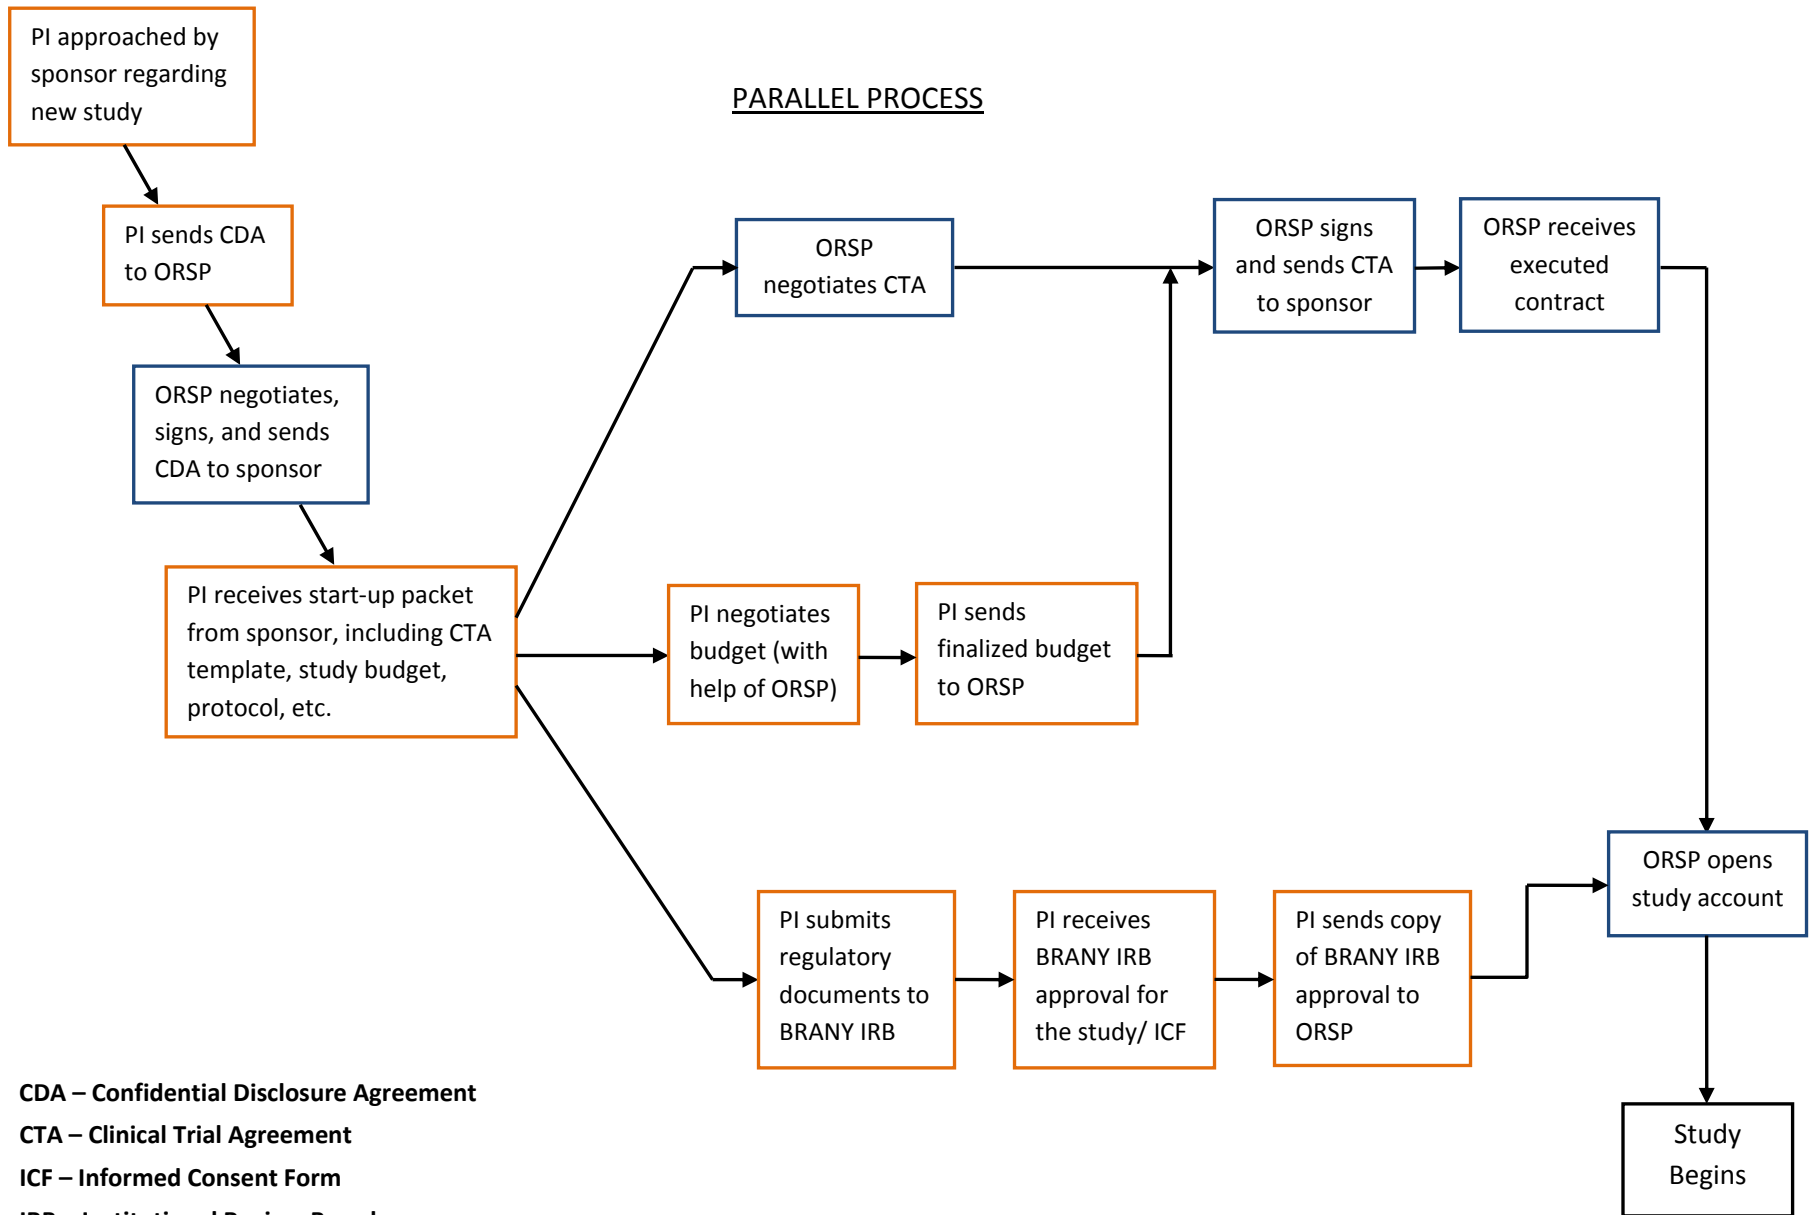 PI approached by
sponsor regarding
new study
PARALLEL PROCESS
PI sends CDA
to ORSP
ORSP negotiates,
signs, and sends
CDA to sponsor
PI receives start-up packet
from sponsor, including CTA
template, study budget,
protocol, etc.
ORSP
negotiates CTA
ORSP signs
and sends CTA
to sponsor
ORSP receives
executed
contract
PI negotiates
budget (with
help of ORSP)
PI sends
finalized budget
to ORSP
PI submits
regulatory
documents to
BRANY IRB
PI receives
BRANY IRB
approval for
the study/ ICF
PI sends copy
of BRANY IRB
approval to
ORSP
ORSP opens
study account
Study
Begins
CDA – Confidential Disclosure Agreement
CTA – Clinical Trial Agreement
ICF – Informed Consent Form
IRB – Institutional Review Board